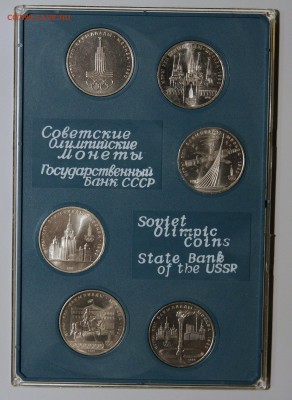 Советские
Олимпийские
Монеты
Государственный
Банк СССР
Soviet
Olympic
Coins
State Bank
of the USSR